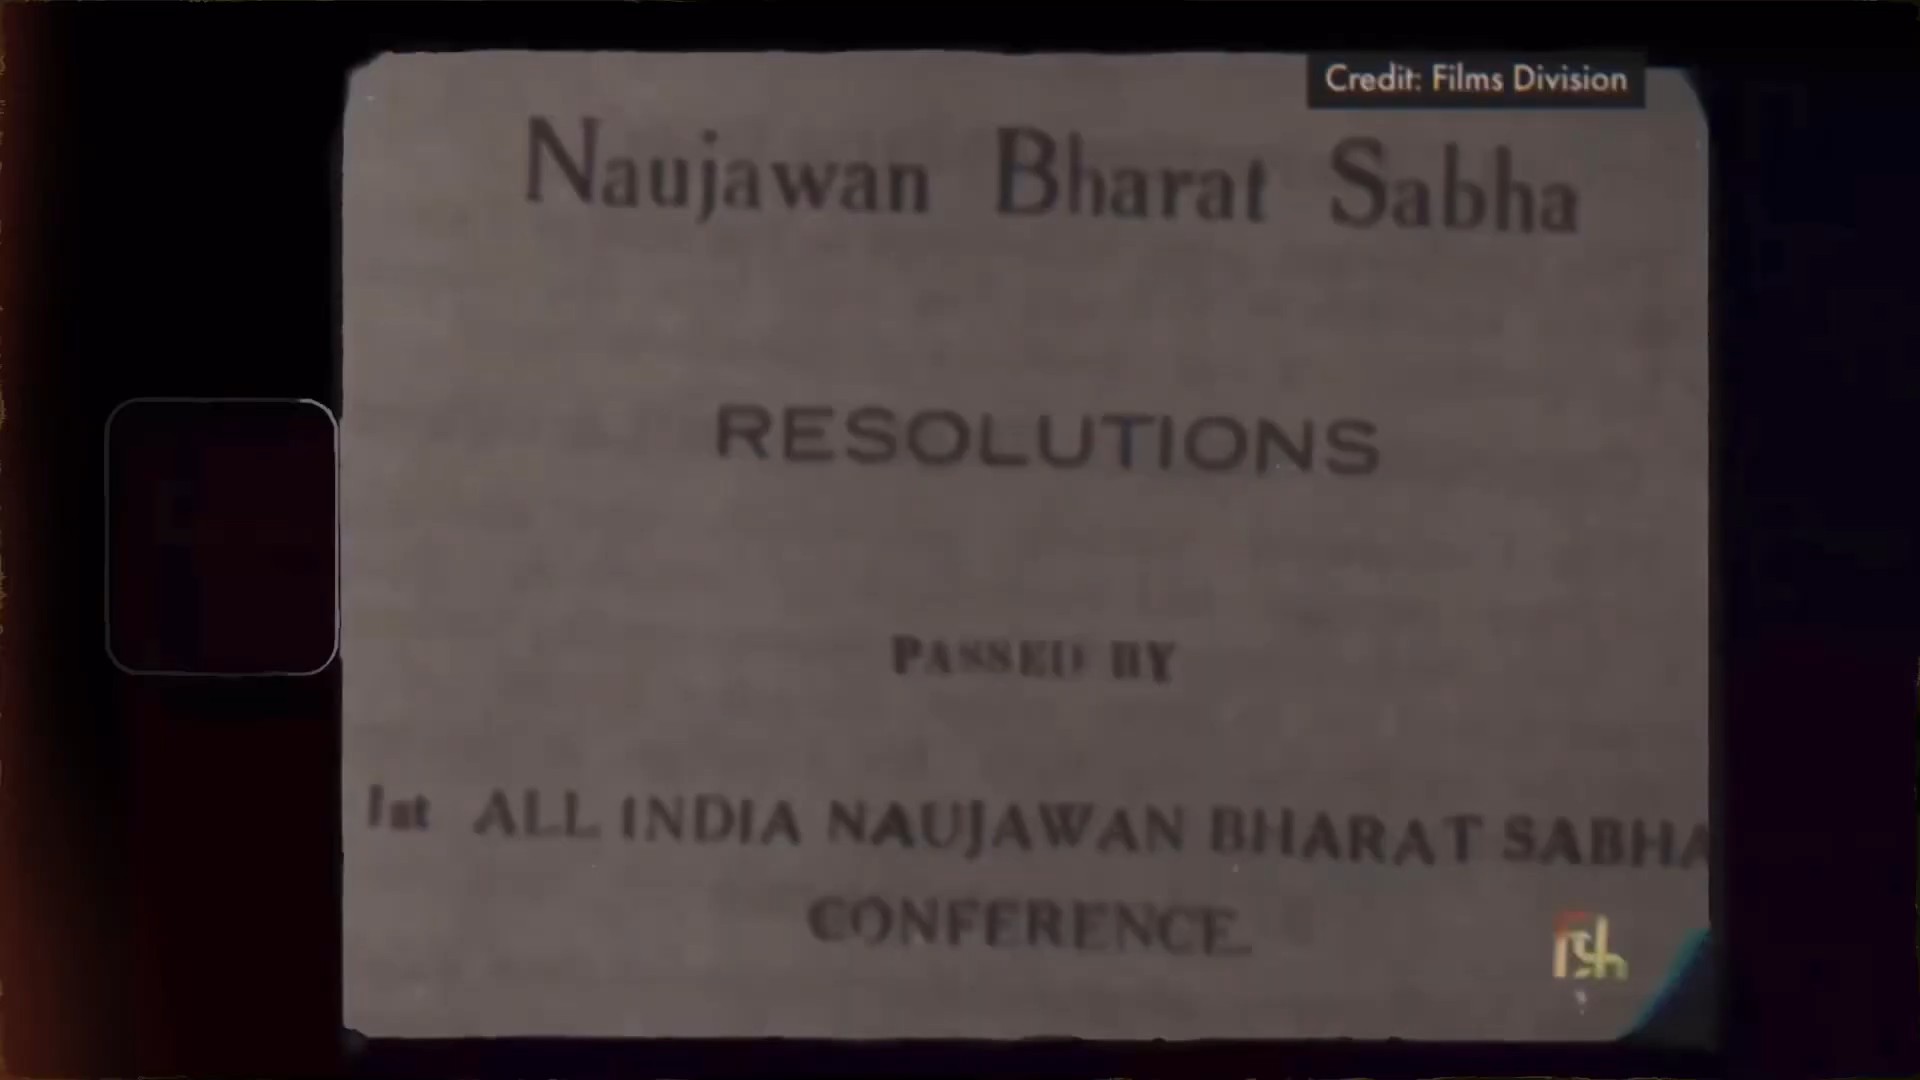 Credit: Films Division
Naujawan Bharat Sabha
RESOLUTIONS
PASSED BY
1st ALL INDIA NAUJAWAN BHARAT SABHA
CONFERENCE.